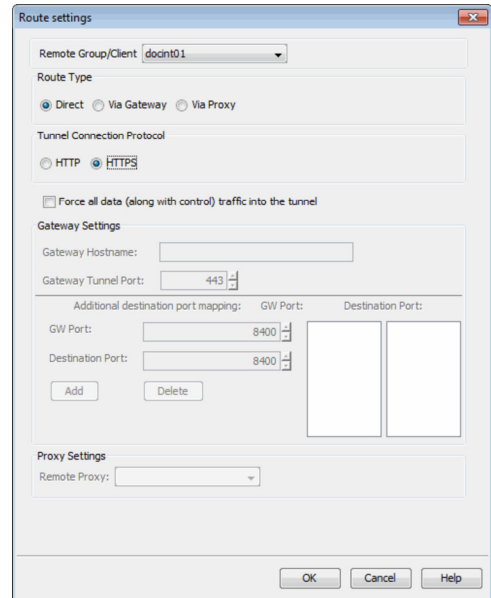 Route settings
Remote Group/Client docint01
Route Type
Direct Via Gateway Via Proxy
Tunnel Connection Protocol
HTTP HTTPS
Force all data (along with control) traffic into the tunnel
Gateway Settings
Gateway Hostname:
Gateway Tunnel Port: 443
Additional destination port mapping: GW Port: Destination Port:
GW Port: 8400
Destination Port: 8400
Add Delete
Proxy Settings
Remote Proxy:
OK Cancel Help